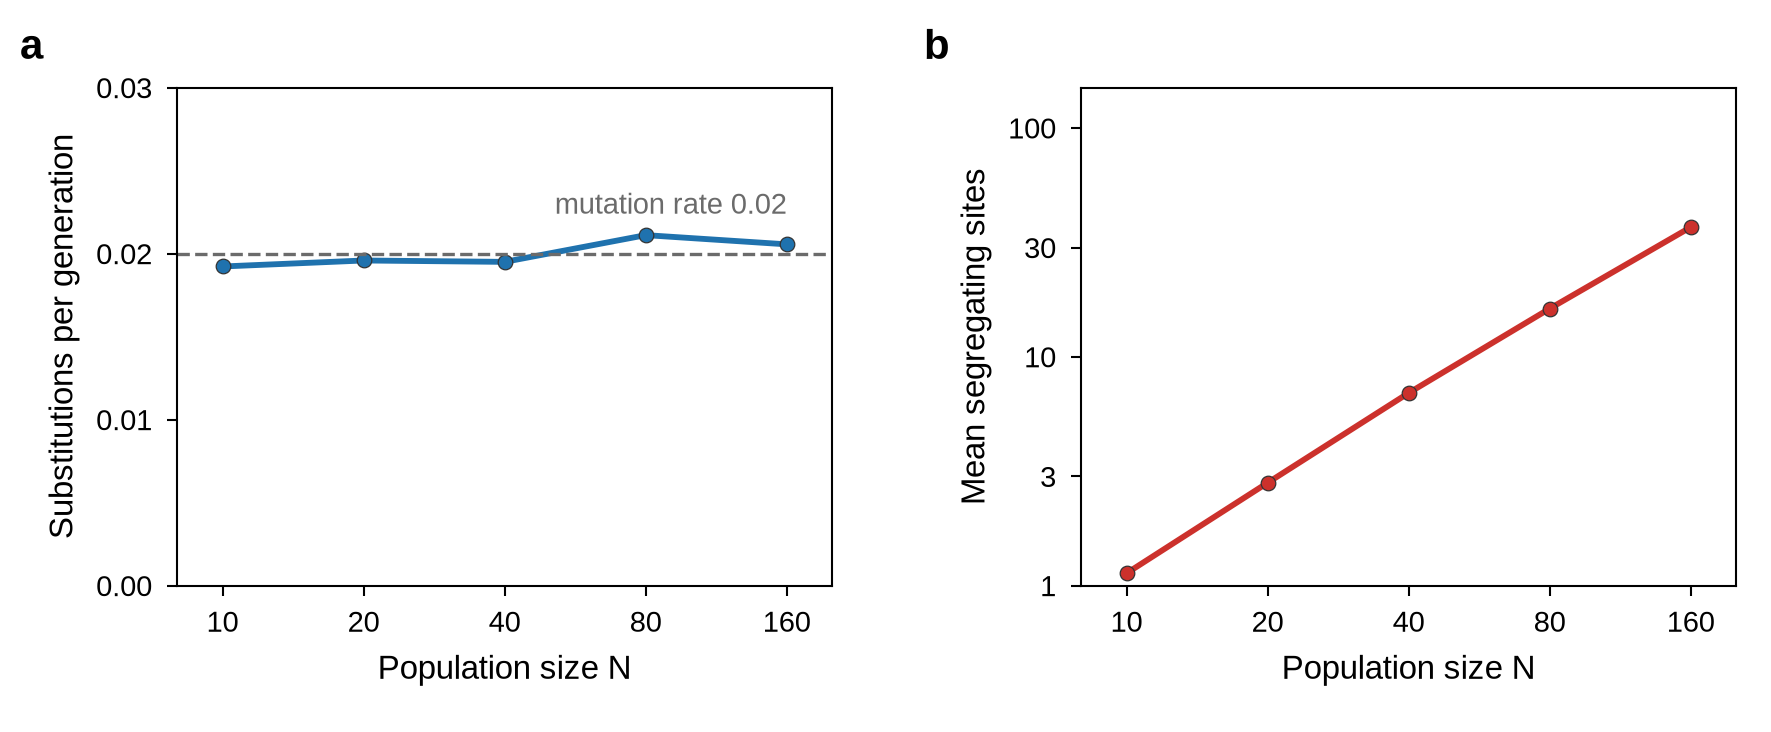 a
0.03
0.02
0.01
0.00
Substitutions per generation
mutation rate 0.02
10 20 40 80 160
Population size N
b
100
30
10
3
1
Mean segregating sites
10 20 40 80 160
Population size N